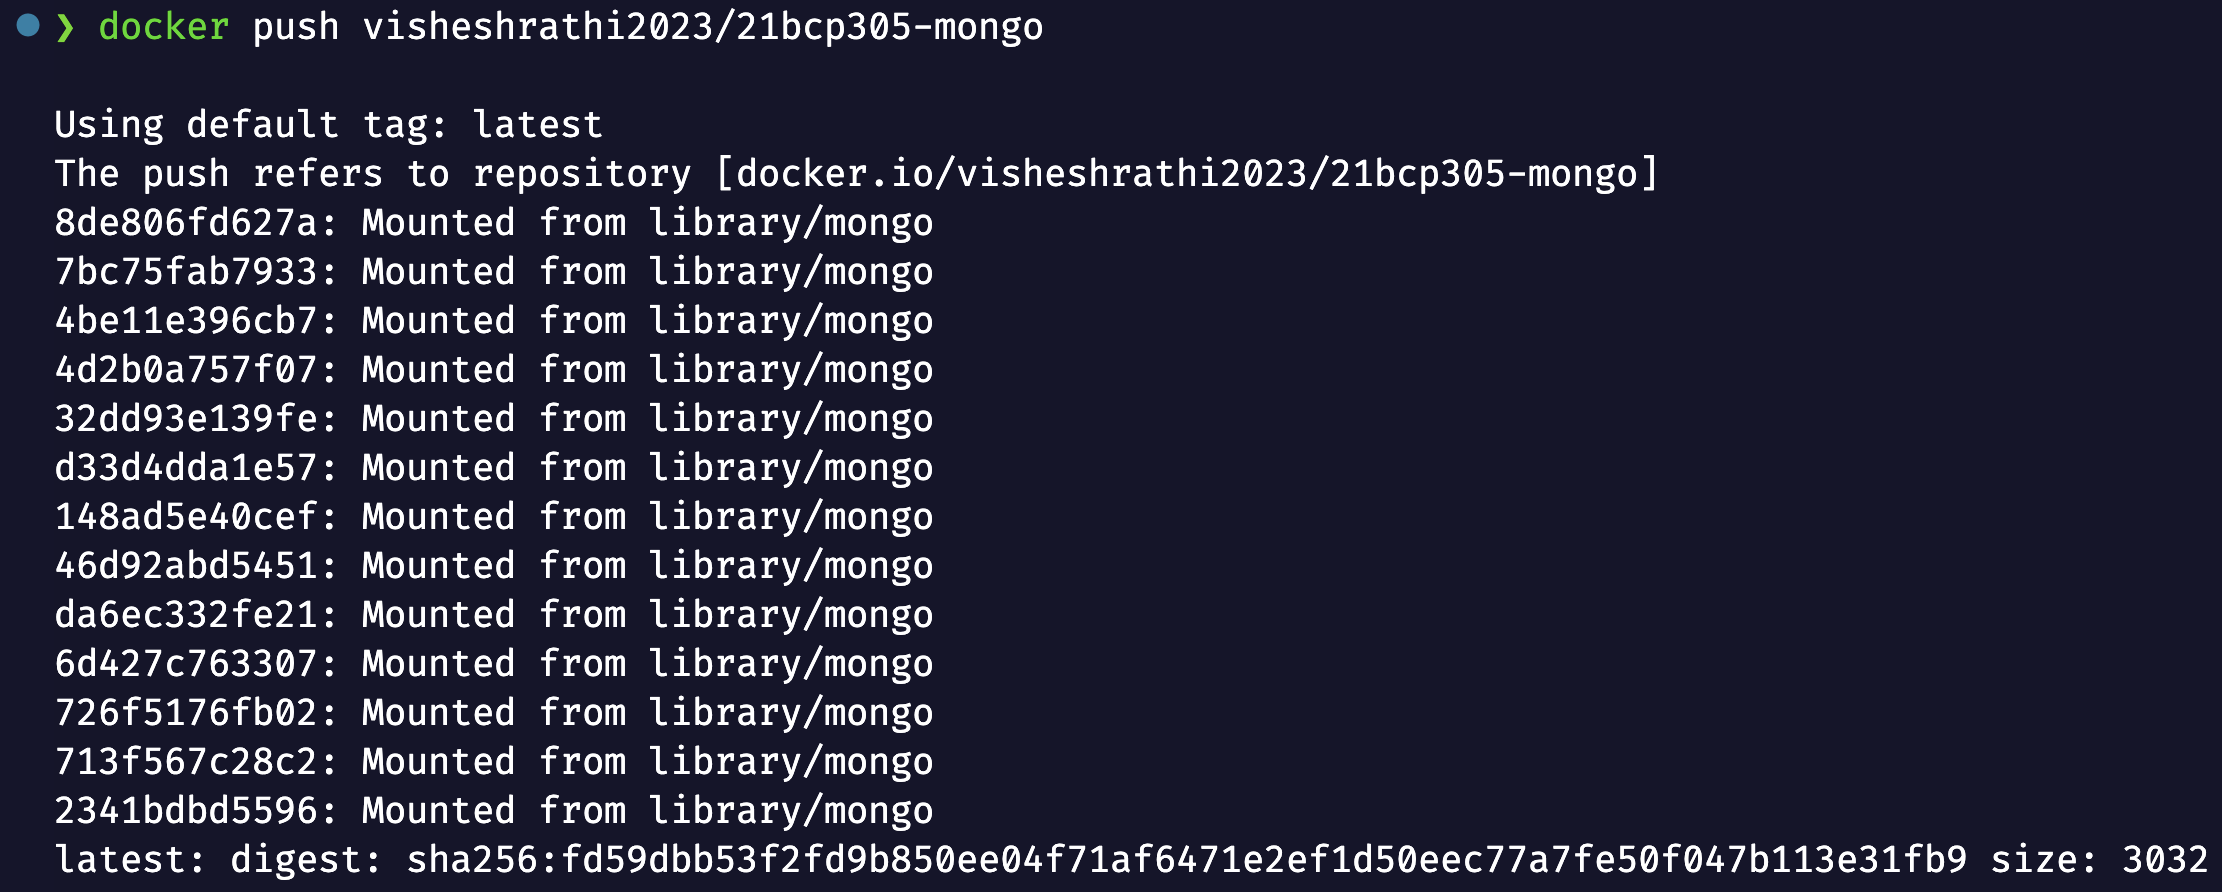 ❯ docker push visheshrathi2023/21bcp305-mongo
Using default tag: latest
The push refers to repository [docker.io/visheshrathi2023/21bcp305-mongo]
8de806fd627a: Mounted from library/mongo
7bc75fab7933: Mounted from library/mongo
4be11e396cb7: Mounted from library/mongo
4d2b0a757f07: Mounted from library/mongo
32dd93e139fe: Mounted from library/mongo
d33d4dda1e57: Mounted from library/mongo
148ad5e40cef: Mounted from library/mongo
46d92abd5451: Mounted from library/mongo
da6ec332fe21: Mounted from library/mongo
6d427c763307: Mounted from library/mongo
726f5176fb02: Mounted from library/mongo
713f567c28c2: Mounted from library/mongo
2341bdbd5596: Mounted from library/mongo
latest: digest: sha256:fd59dbb53f2fd9b850ee04f71af6471e2ef1d50eec77a7fe50f047b113e31fb9 size: 3032